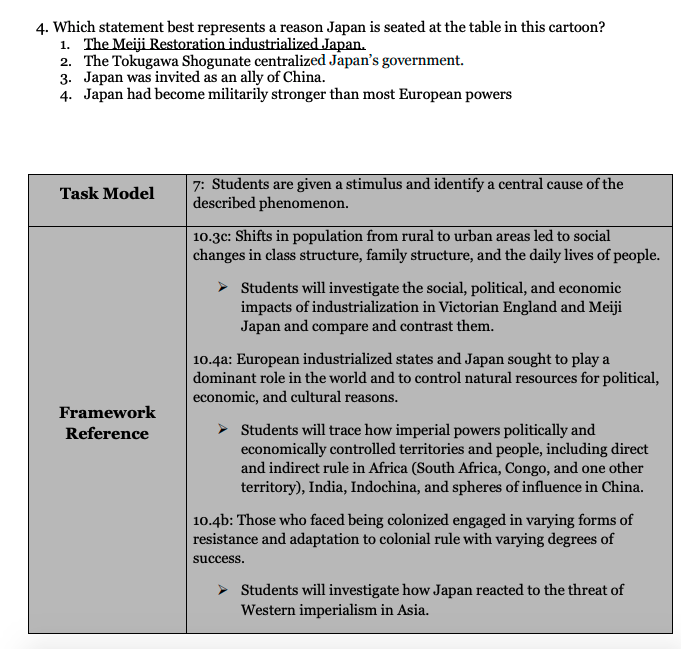 4. Which statement best represents a reason Japan is seated at the table in this cartoon?
1. The Meiji Restoration industrialized Japan.
2. The Tokugawa Shogunate centralized Japan’s government.
3. Japan was invited as an ally of China.
4. Japan had become militarily stronger than most European powers
Task Model
7: Students are given a stimulus and identify a central cause of the
described phenomenon.
Framework
Reference
10.3c: Shifts in population from rural to urban areas led to social
changes in class structure, family structure, and the daily lives of people.
➢ Students will investigate the social, political, and economic
impacts of industrialization in Victorian England and Meiji
Japan and compare and contrast them.
10.4a: European industrialized states and Japan sought to play a
dominant role in the world and to control natural resources for political,
economic, and cultural reasons.
➢ Students will trace how imperial powers politically and
economically controlled territories and people, including direct
and indirect rule in Africa (South Africa, Congo, and one other
territory), India, Indochina, and spheres of influence in China.
10.4b: Those who faced being colonized engaged in varying forms of
resistance and adaptation to colonial rule with varying degrees of
success.
➢ Students will investigate how Japan reacted to the threat of
Western imperialism in Asia.